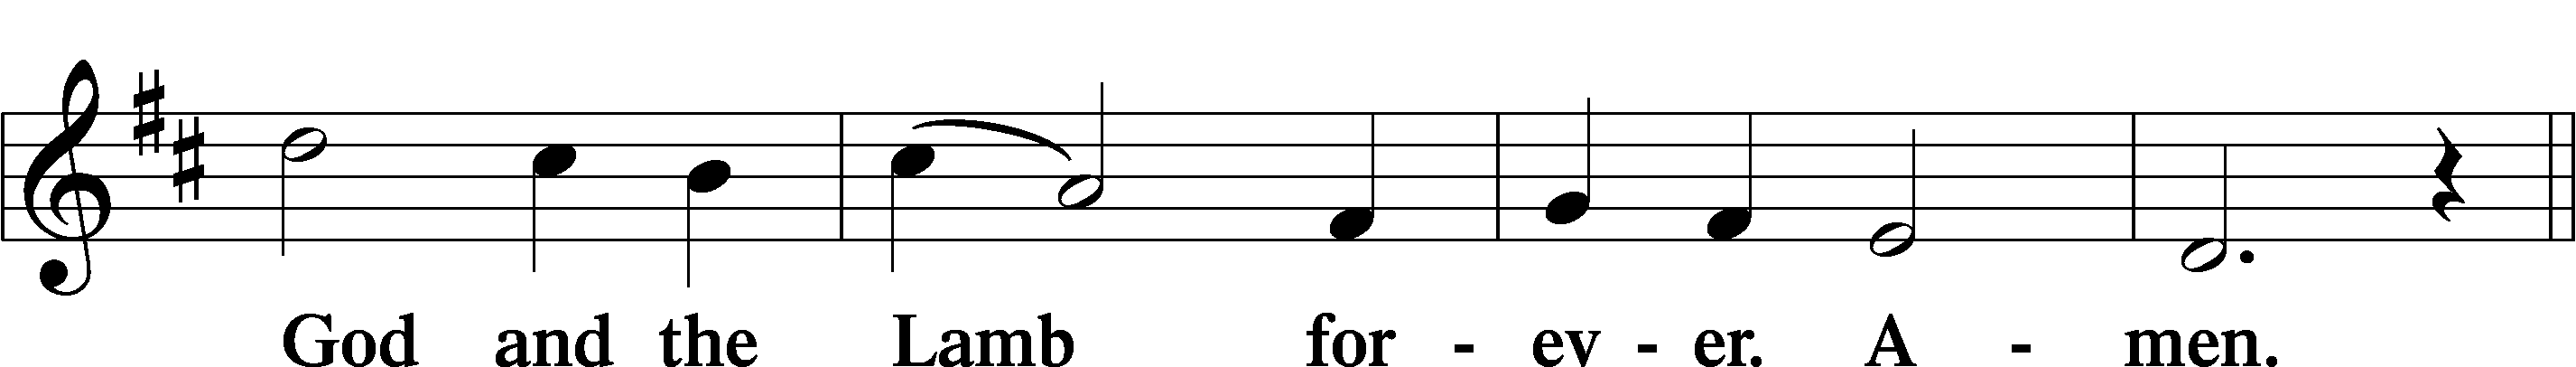 God and the Lamb for - ev - er. A - men.